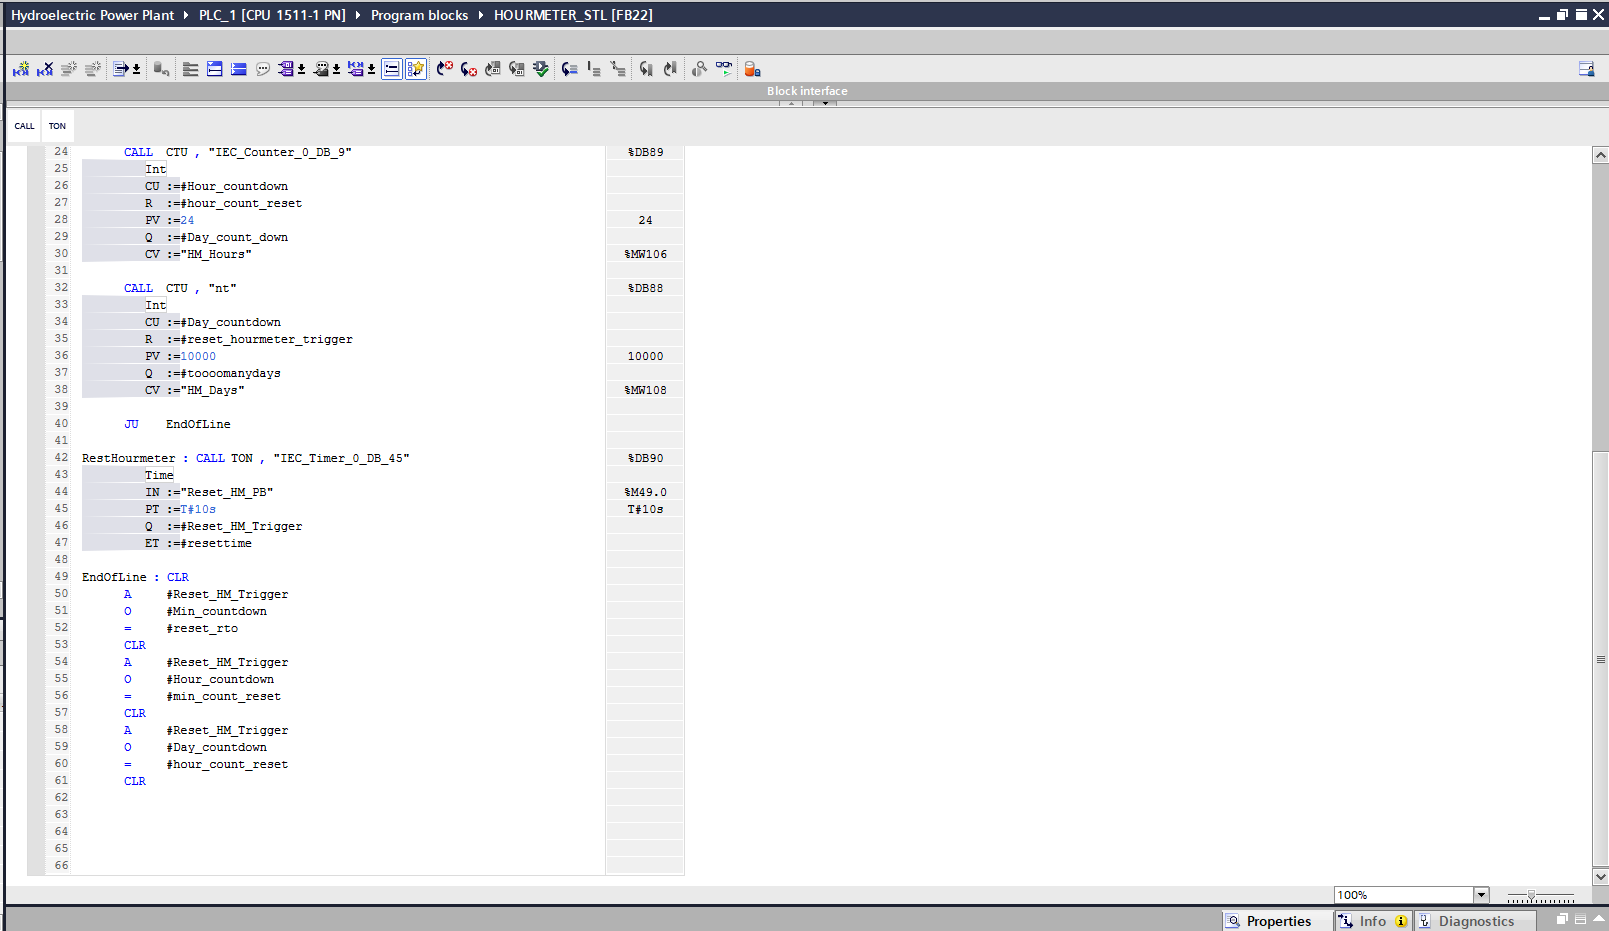 Hydroelectric Power Plant PLC_1 [CPU 1511-1 PN] Program blocks HOURMETER_STL [FB22]
Block interface
CALL TON
24 CALL CTU , "IEC_Counter_0_DB_9" %DB89
25 Int
26 CU :=#Hour_countdown
27 R :=#hour_count_reset
28 PV :=24 24
29 Q :=#Day_count_down
30 CV :="HM_Hours" %MW106
31
32 CALL CTU , "nt" %DB88
33 Int
34 CU :=#Day_countdown
35 R :=#reset_hourmeter_trigger
36 PV :=10000 10000
37 Q :=#toooomanydays
38 CV :="HM_Days" %MW108
39
40 JU EndOfLine
41
42 RestHourmeter : CALL TON , "IEC_Timer_0_DB_45" %DB90
43 Time
44 IN :="Reset_HM_PB" %M49.0
45 PT :=T#10s T#10s
46 Q :=#Reset_HM_Trigger
47 ET :=#resettime
48
49 EndOfLine : CLR
50 A #Reset_HM_Trigger
51 O #Min_countdown
52 = #reset_rto
53 CLR
54 A #Reset_HM_Trigger
55 O #Hour_countdown
56 = #min_count_reset
57 CLR
58 A #Reset_HM_Trigger
59 O #Day_countdown
60 = #hour_count_reset
61 CLR
62
63
64
65
66
100%
Properties Info Diagnostics